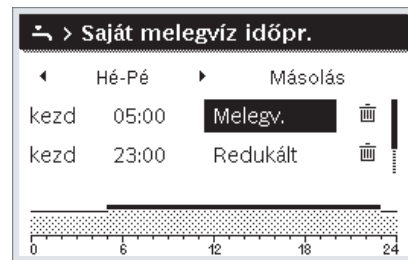 > Saját melegvíz időpr.
Hé-Pé Másolás
kezd 05:00 Melegv.
kezd 23:00 Redukált
0 6 12 18 24